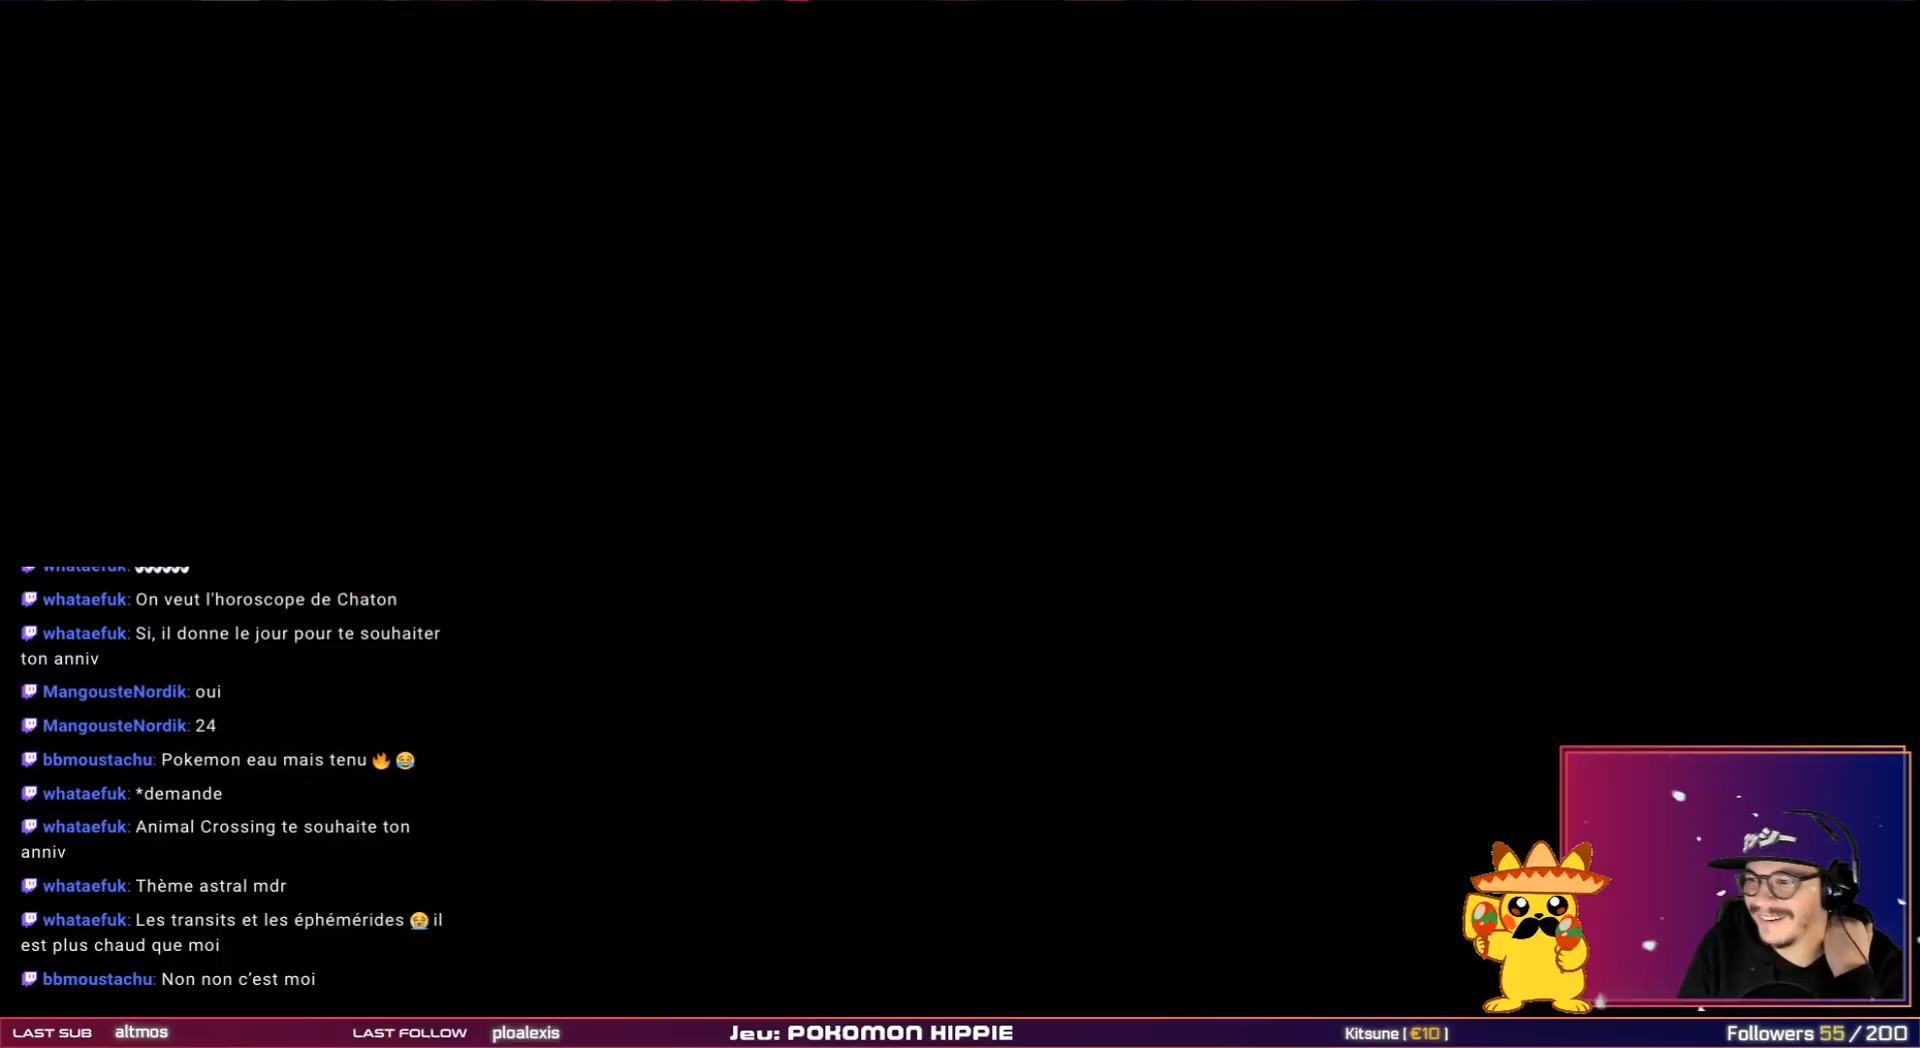 whataefuk:
whataefuk: On veut l'horoscope de Chaton
whataefuk: Si, il donne le jour pour te souhaiter
ton anniv
MangousteNordik: oui
MangousteNordik: 24
bbmoustachu: Pokemon eau mais tenu 🔥 😂
whataefuk: *demande
whataefuk: Animal Crossing te souhaite ton
anniv
whataefuk: Thème astral mdr
whataefuk: Les transits et les éphémérides 😭 il
est plus chaud que moi
bbmoustachu: Non non c’est moi
LAST SUB altmos LAST FOLLOW ploalexis Jeu: POKOMON HIPPIE Kitsune [ €10 ] Followers 55 / 200